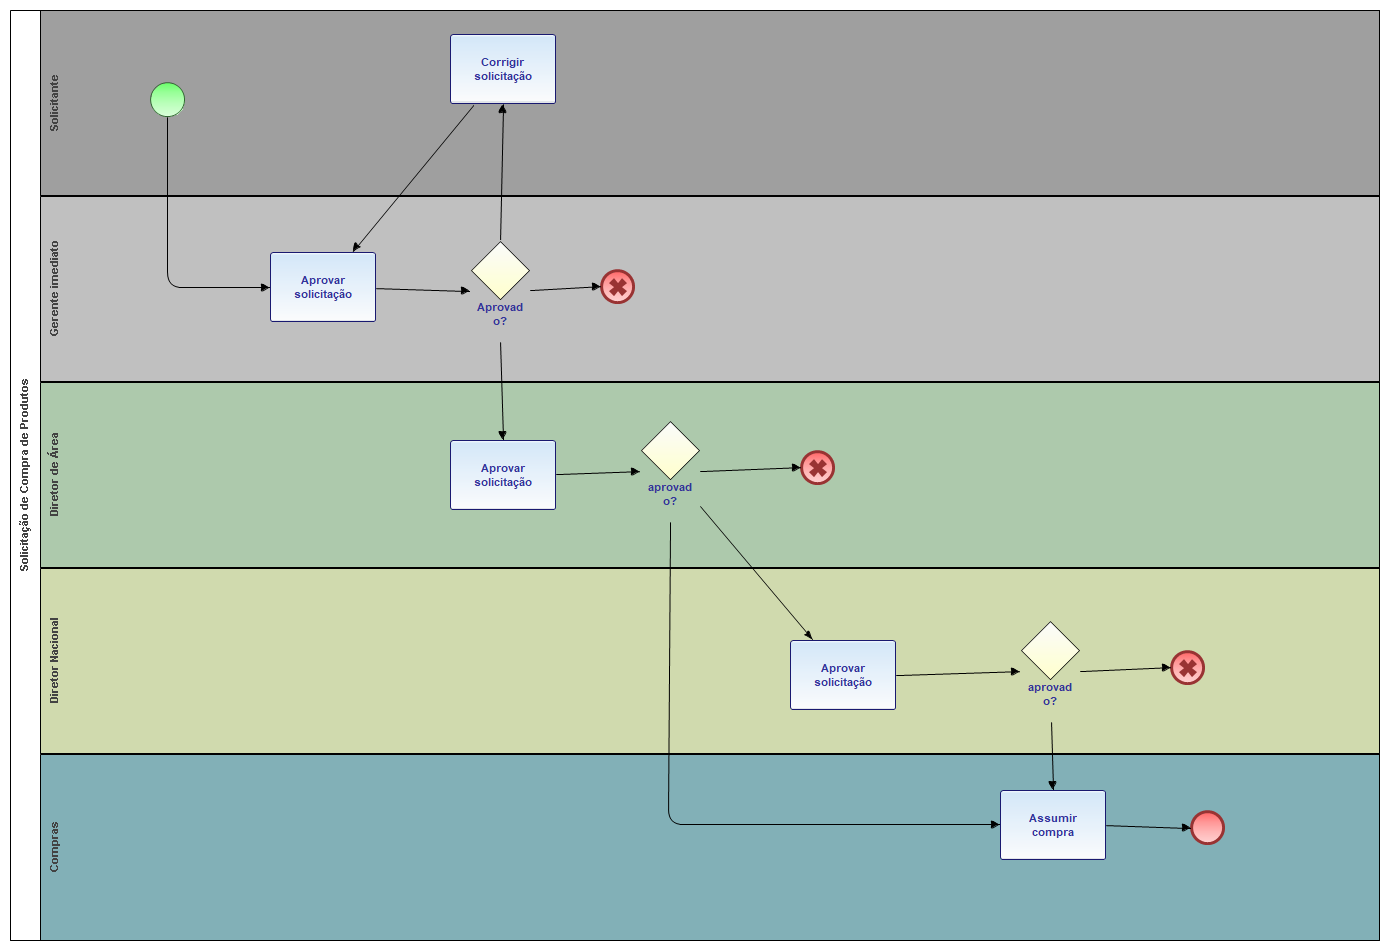 Solicitação de Compra de Produtos
Solicitante
Corrigir
solicitação
Gerente imediato
Aprovar
solicitação
Aprovad
o?
Diretor de Área
Aprovar
solicitação
aprovad
o?
Diretor Nacional
Aprovar
solicitação
aprovad
o?
Compras
Assumir
compra